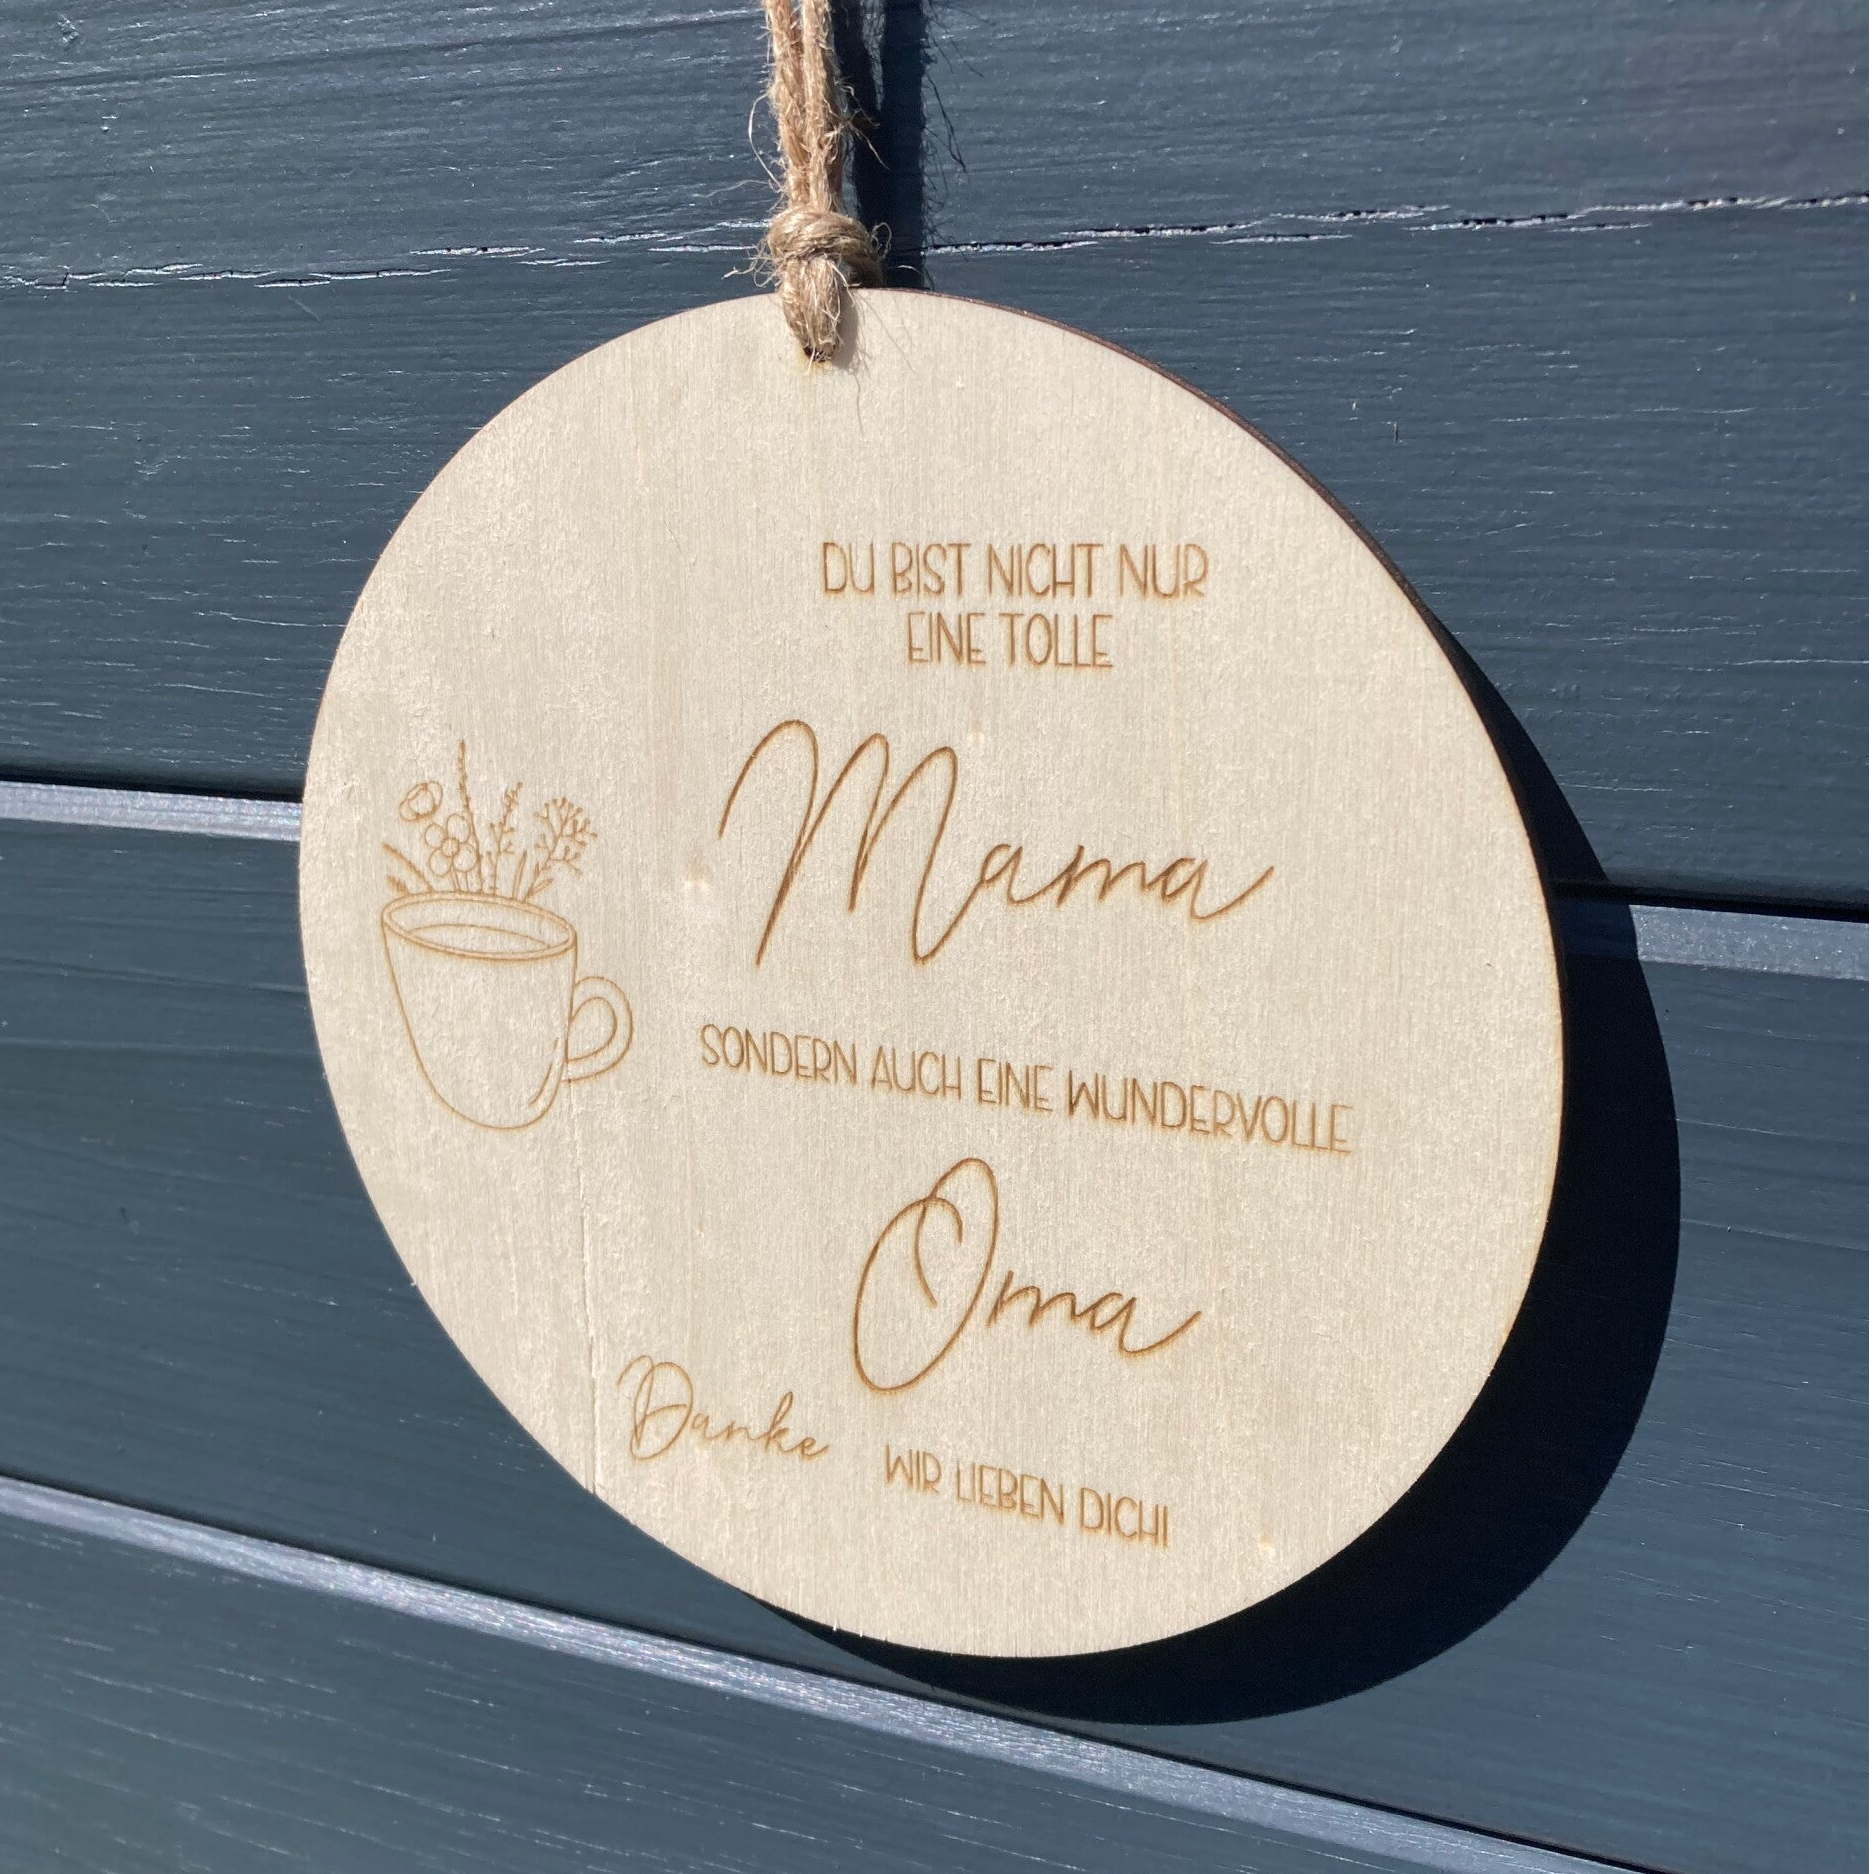 DU BIST NICHT NUR
EINE TOLLE
Mama
SONDERN AUCH EINE WUNDERVOLLE
Oma
Danke WIR LIEBEN DICH!